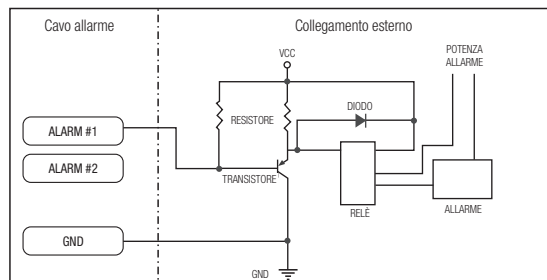 Cavo allarme
Collegamento esterno
VCC
POTENZA
ALLARME
DIODO
RESISTORE
ALARM #1
ALARM #2
TRANSISTORE
RELÈ
ALLARME
GND
GND